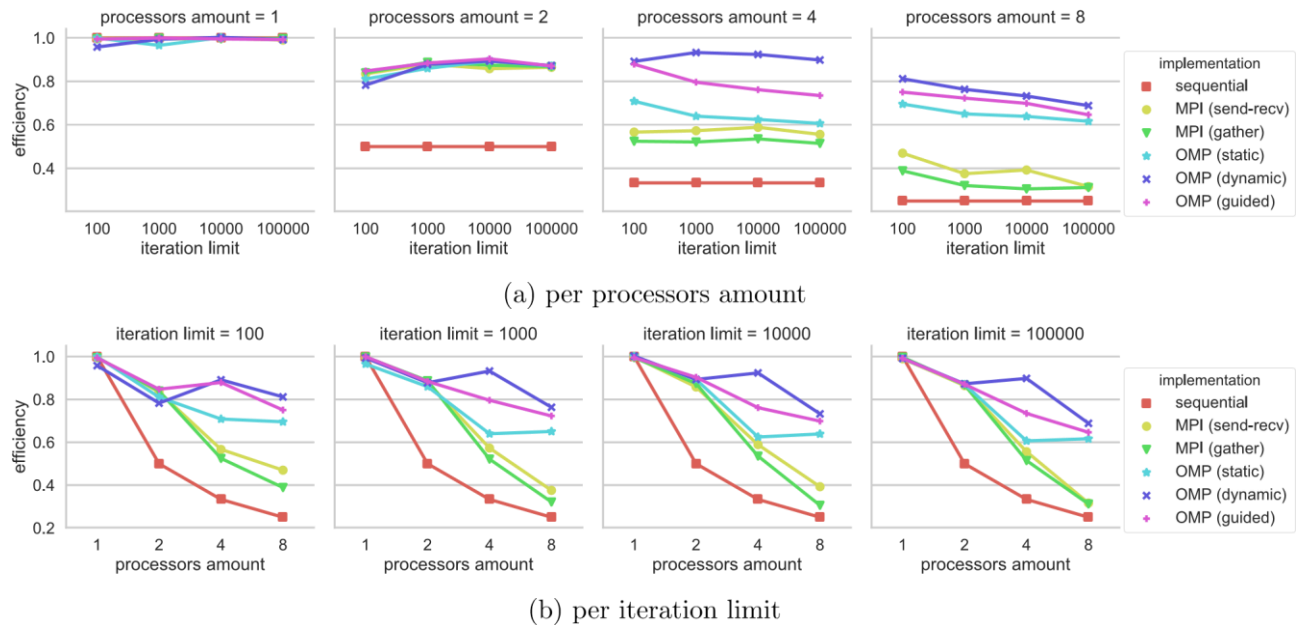 processors amount = 1
processors amount = 2
processors amount = 4
processors amount = 8
efficiency
1.0
0.8
0.6
0.4
100 1000 10000 100000
100 1000 10000 100000
100 1000 10000 100000
100 1000 10000 100000
iteration limit
iteration limit
iteration limit
iteration limit
implementation
sequential
MPI (send-recv)
MPI (gather)
OMP (static)
OMP (dynamic)
OMP (guided)
(a) per processors amount
iteration limit = 100
iteration limit = 1000
iteration limit = 10000
iteration limit = 100000
efficiency
1.0
0.8
0.6
0.4
0.2
1 2 4 8
1 2 4 8
1 2 4 8
1 2 4 8
processors amount
processors amount
processors amount
processors amount
implementation
sequential
MPI (send-recv)
MPI (gather)
OMP (static)
OMP (dynamic)
OMP (guided)
(b) per iteration limit